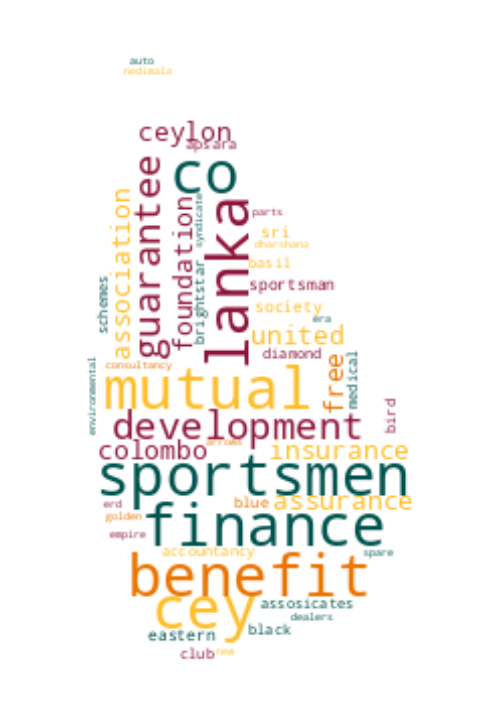 auto
nedimala
ceylon
apsara
co
guarantee
lanka
association
foundation
syndicate
brightstar
parts
sri
dharshana
basil
schemes
sportsman
society
era
united
diamond
consultancy
environmental
free
medical
mutual
bird
development
arrows
colombo
insurance
sportsmen
erd
blue
assurance
golden
finance
empire
accountancy
spare
benefit
cey
assosicates
dealers
eastern
black
club
new